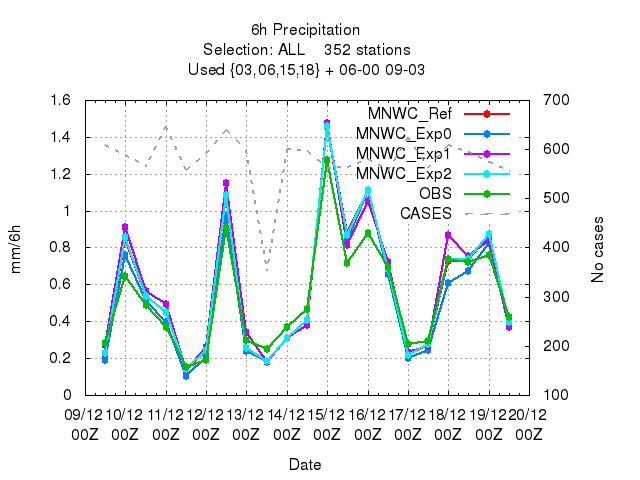 6h Precipitation
Selection: ALL    352 stations
Used {03,06,15,18} + 06-00 09-03
1.6
1.4
1.2
1
0.8
0.6
0.4
0.2
0
mm/6h
700
600
500
400
300
200
100
No cases
MNWC_Ref
MNWC_Exp0
MNWC_Exp1
MNWC_Exp2
OBS
CASES
09/12 10/12 11/12 12/12 13/12 14/12 15/12 16/12 17/12 18/12 19/12 20/12
00Z 00Z 00Z 00Z 00Z 00Z 00Z 00Z 00Z 00Z 00Z 00Z
Date